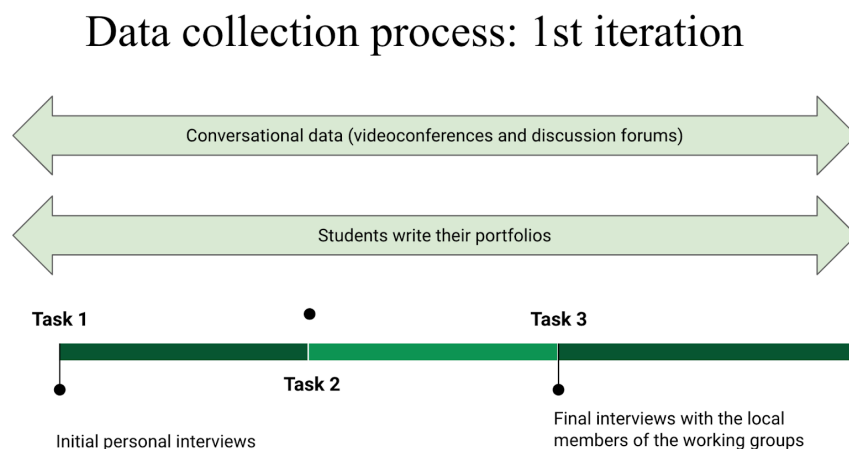 Data collection process: 1st iteration
Conversational data (videoconferences and discussion forums)
Students write their portfolios
Task 1
Task 3
Task 2
Initial personal interviews
Final interviews with the local
members of the working groups